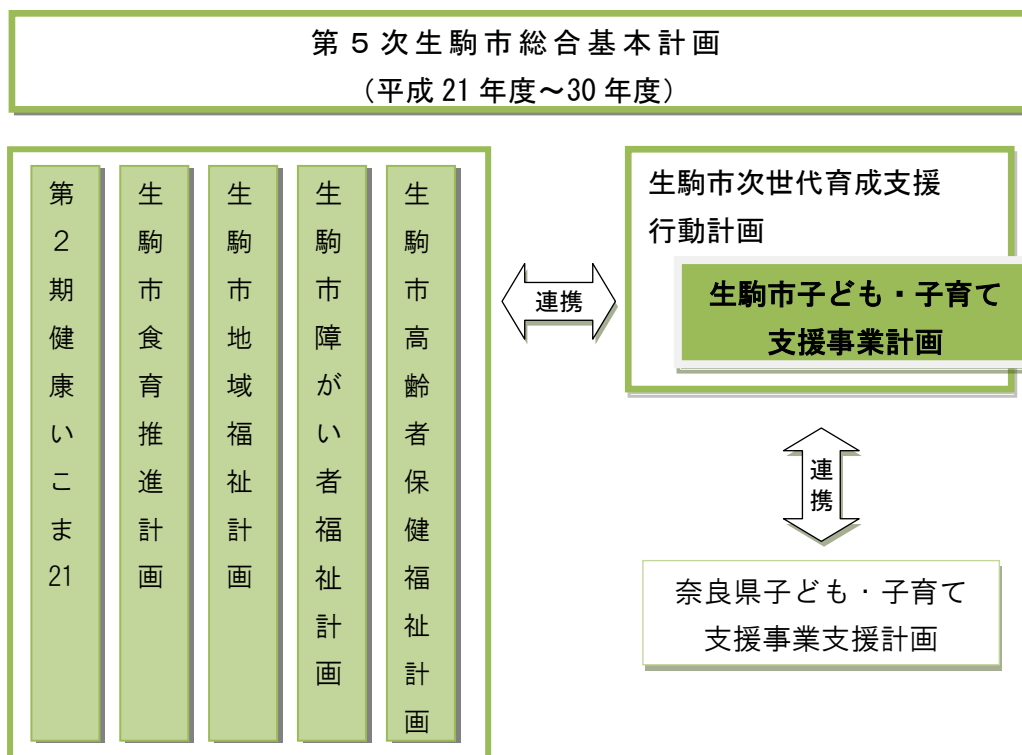 第５次生駒市総合基本計画
（平成 21 年度～30 年度）
第２期健康いこま 21
生駒市食育推進計画
生駒市地域福祉計画
生駒市障がい者福祉計画
生駒市高齢者保健福祉計画
連携
生駒市次世代育成支援
行動計画
生駒市子ども・子育て
支援事業計画
連携
奈良県子ども・子育て
支援事業支援計画